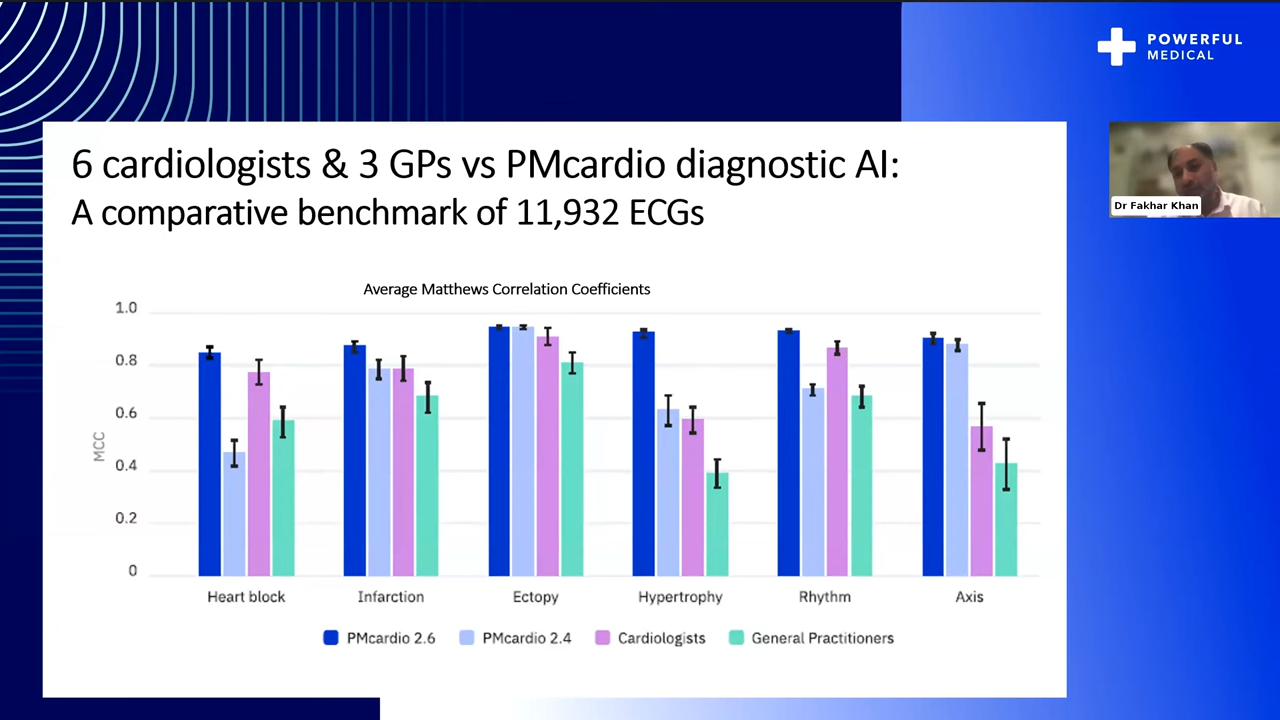 POWERFUL
MEDICAL
6 cardiologists & 3 GPs vs PMcardio diagnostic AI:
A comparative benchmark of 11,932 ECGs
Dr Fakhar Khan
Average Matthews Correlation Coefficients
MCC
1.0
0.8
0.6
0.4
0.2
0
Heart block Infarction Ectopy Hypertrophy Rhythm Axis
PMcardio 2.6 PMcardio 2.4 Cardiologists General Practitioners